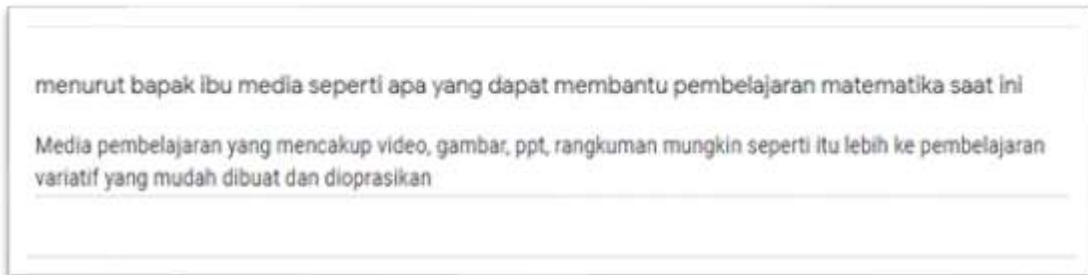 menurut bapak ibu media seperti apa yang dapat membantu pembelajaran matematika saat ini
Media pembelajaran yang mencakup video, gambar, ppt, rangkuman mungkin seperti itu lebih ke pembelajaran
variatif yang mudah dibuat dan dioprasikan